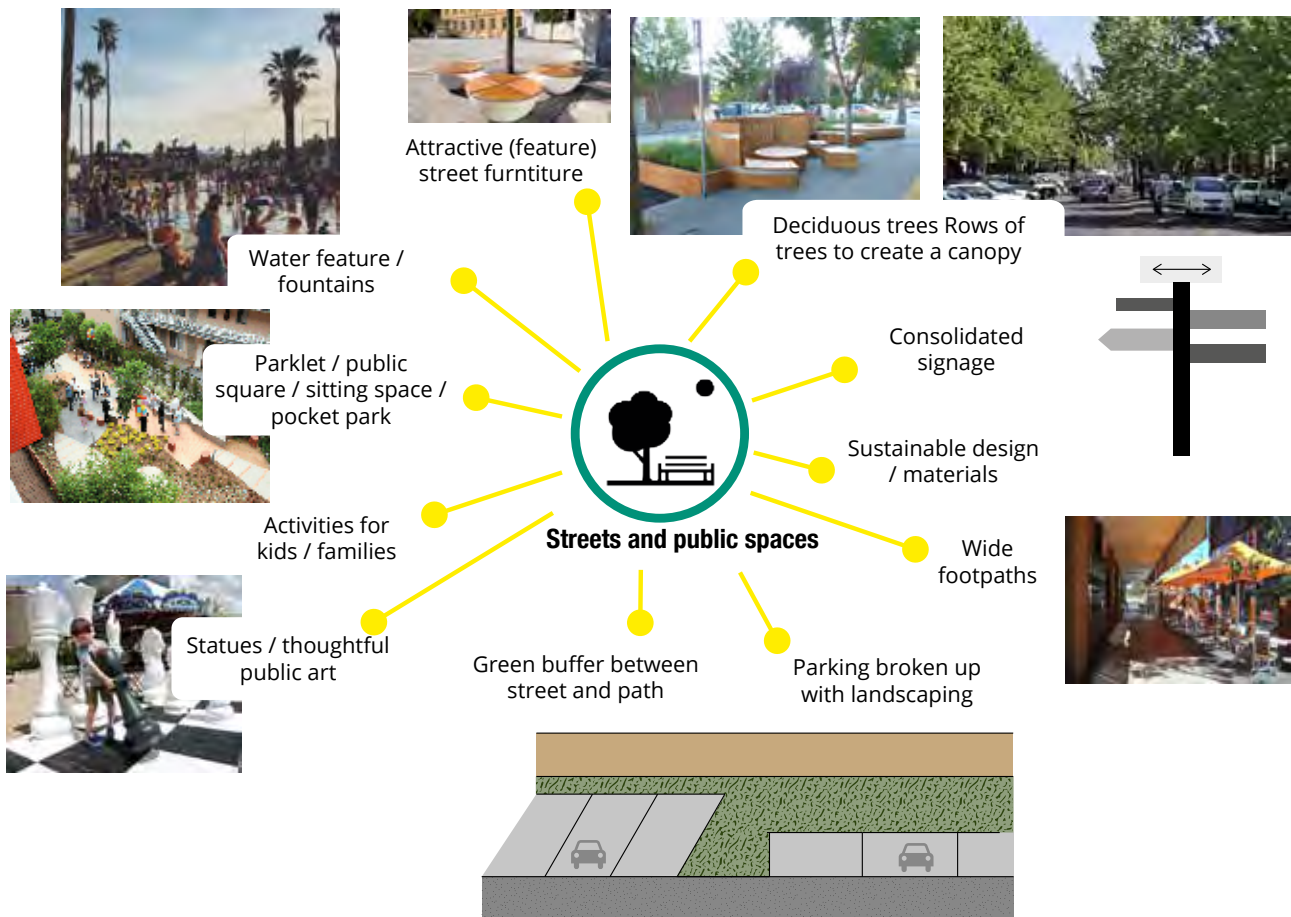 Attractive (feature)
street furntiture
Deciduous trees Rows of
trees to create a canopy
Water feature /
fountains
Consolidated
signage
Parklet / public
square / sitting space /
pocket park
Sustainable design
/ materials
Activities for
kids / families
Streets and public spaces
Wide
footpaths
Statues / thoughtful
public art
Green buffer between
street and path
Parking broken up
with landscaping